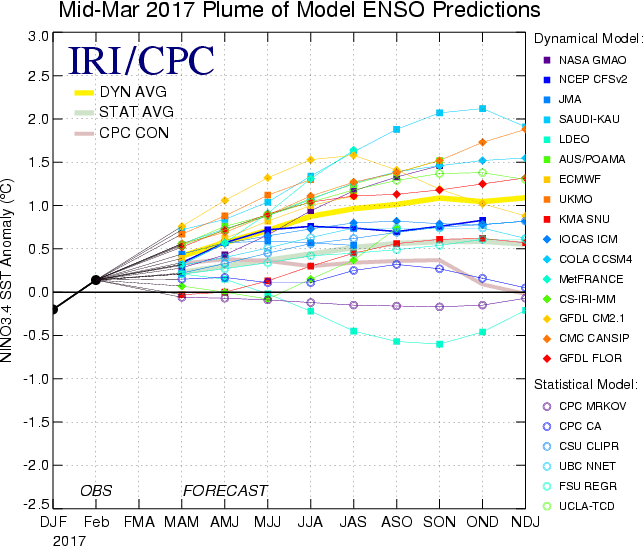 Mid-Mar 2017 Plume of Model ENSO Predictions
IRI/CPC
DYN AVG
STAT AVG
CPC CON
NINO3.4 SST Anomaly (°C)
3.0
2.5
2.0
1.5
1.0
0.5
0.0
-0.5
-1.0
-1.5
-2.0
-2.5
OBS FORECAST
DJF Feb FMA MAM AMJ MJJ JJA JAS ASO SON OND NDJ
2017
Dynamical Model:
NASA GMAO
NCEP CFSv2
JMA
SAUDI-KAU
LDEO
AUS/POAMA
ECMWF
UKMO
KMA SNU
IOCAS ICM
COLA CCSM4
MetFRANCE
CS-IRI-MM
GFDL CM2.1
CMC CANSIP
GFDL FLOR
Statistical Model:
CPC MRKOV
CPC CA
CSU CLIPR
UBC NNET
FSU REGR
UCLA-TCD